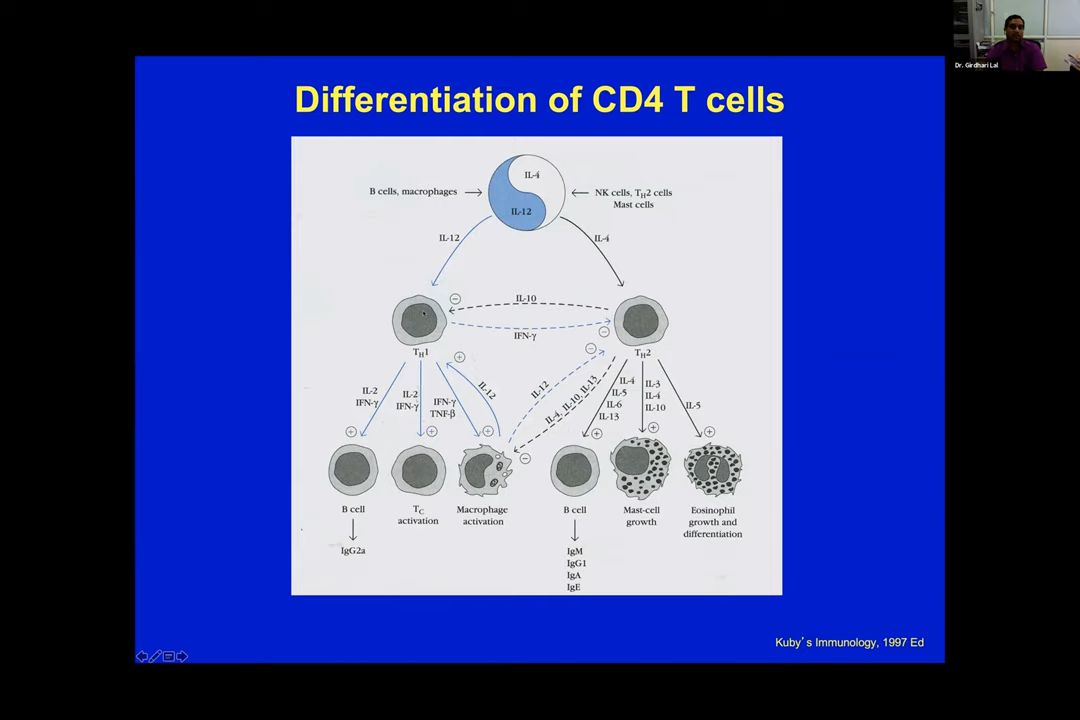 Dr. Girdhari Lal
Differentiation of CD4 T cells
IL-4
B cells, macrophages
NK cells, TH2 cells
Mast cells
IL-12
IL-12
IL-4
IL-10
IFN-γ
TH1
TH2
IL-2
IFN-γ
IL-2
IFN-γ
IFN-γ
TNF-β
IL-12
IL-12
IL-4, IL-10, IL-13
IL-4
IL-5
IL-6
IL-13
IL-3
IL-4
IL-10
IL-5
B cell
TC
activation
Macrophage
activation
B cell
Mast-cell
growth
Eosinophil
growth and
differentiation
IgG2a
IgM
IgG1
IgA
IgE
Kuby's Immunology, 1997 Ed